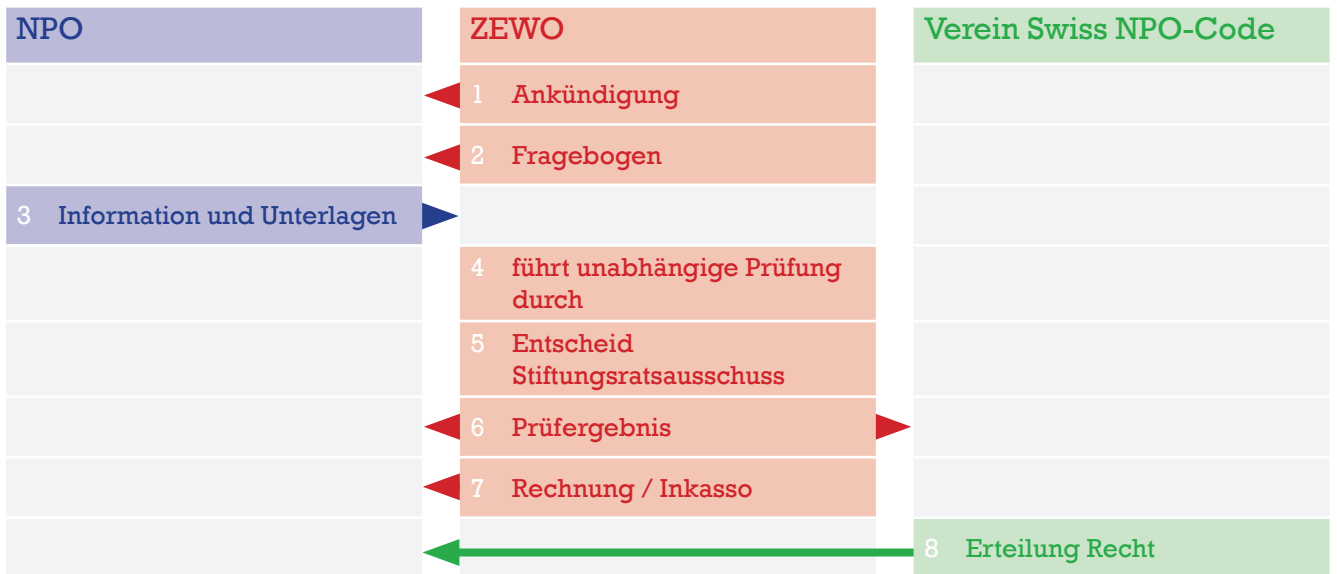 NPO
ZEWO
Verein Swiss NPO-Code
1 Ankündigung
2 Fragebogen
3 Information und Unterlagen
4 führt unabhängige Prüfung
durch
5 Entscheid
Stiftungsratsausschuss
6 Prüfergebnis
7 Rechnung / Inkasso
8 Erteilung Recht